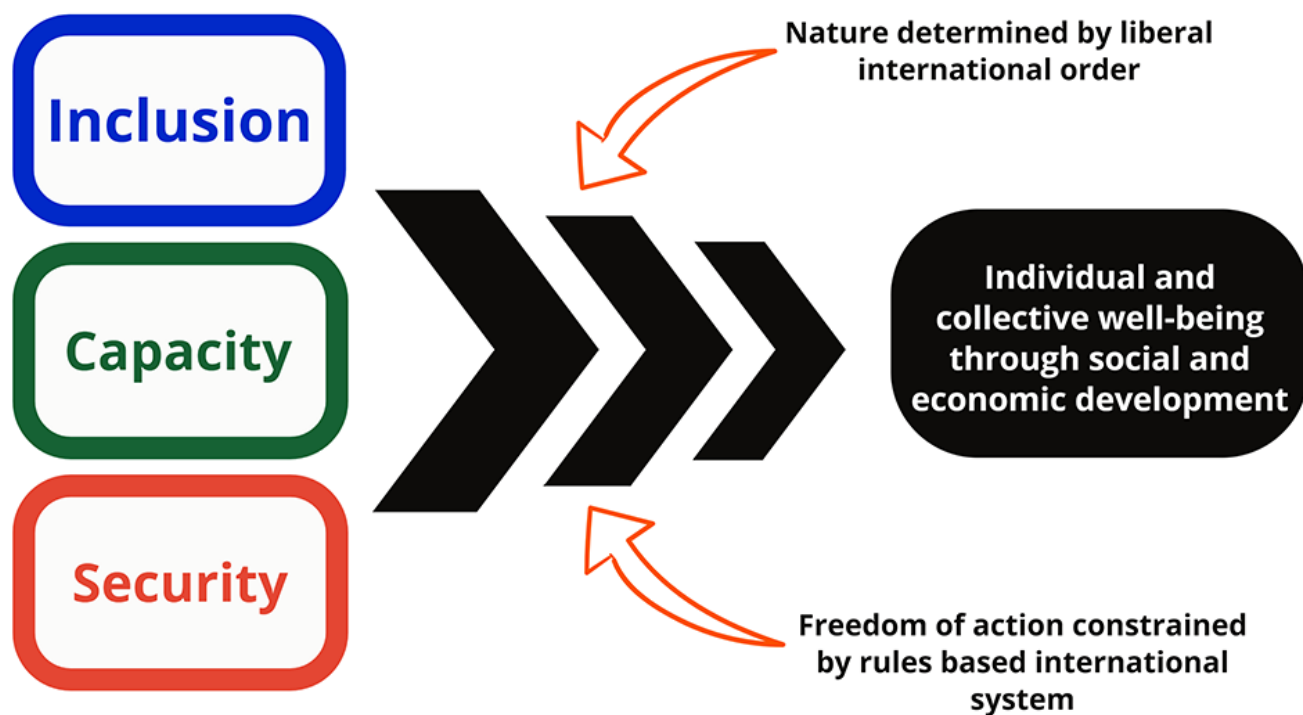 Inclusion
Capacity
Security
Nature determined by liberal
international order
Freedom of action constrained
by rules based international
system
Individual and
collective well-being
through social and
economic development